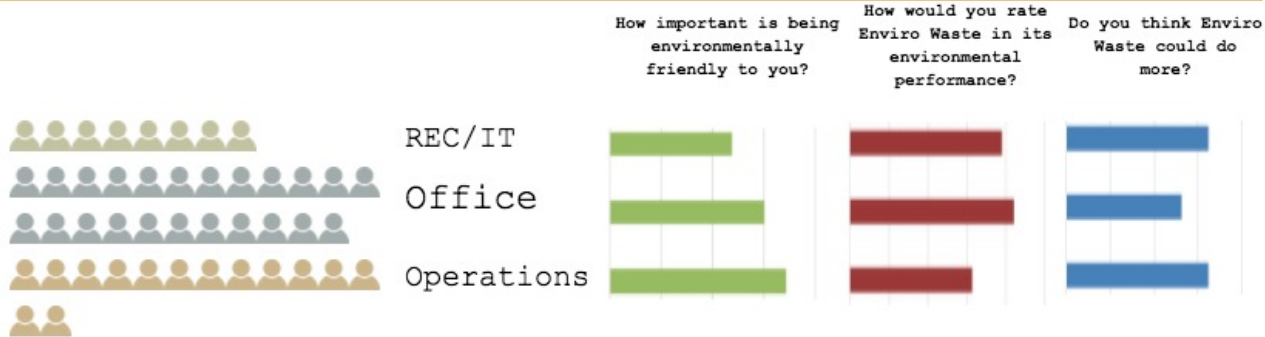 How important is being
environmentally
friendly to you?
How would you rate
Enviro Waste in its
environmental
performance?
Do you think Enviro
Waste could do
more?
REC/IT
Office
Operations